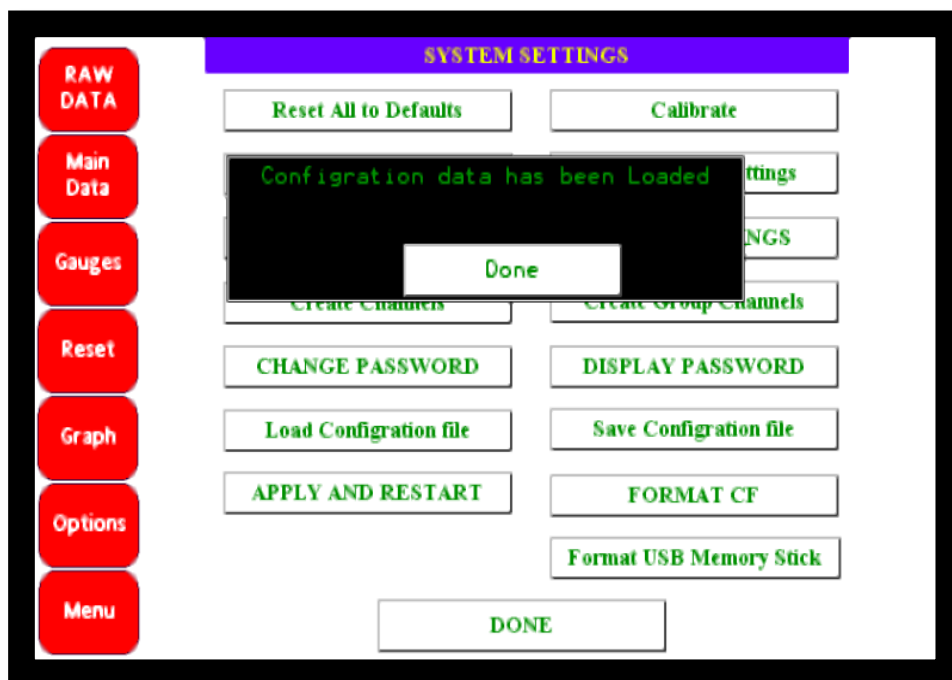 SYSTEM SETTINGS
RAW
DATA
Main
Data
Gauges
Reset
Graph
Options
Menu
Reset All to Defaults
Calibrate
Configration data has been Loaded
ttings
NGS
Done
Create Channels
Create Group Channels
CHANGE PASSWORD
DISPLAY PASSWORD
Load Configration file
Save Configration file
APPLY AND RESTART
FORMAT CF
Format USB Memory Stick
DONE